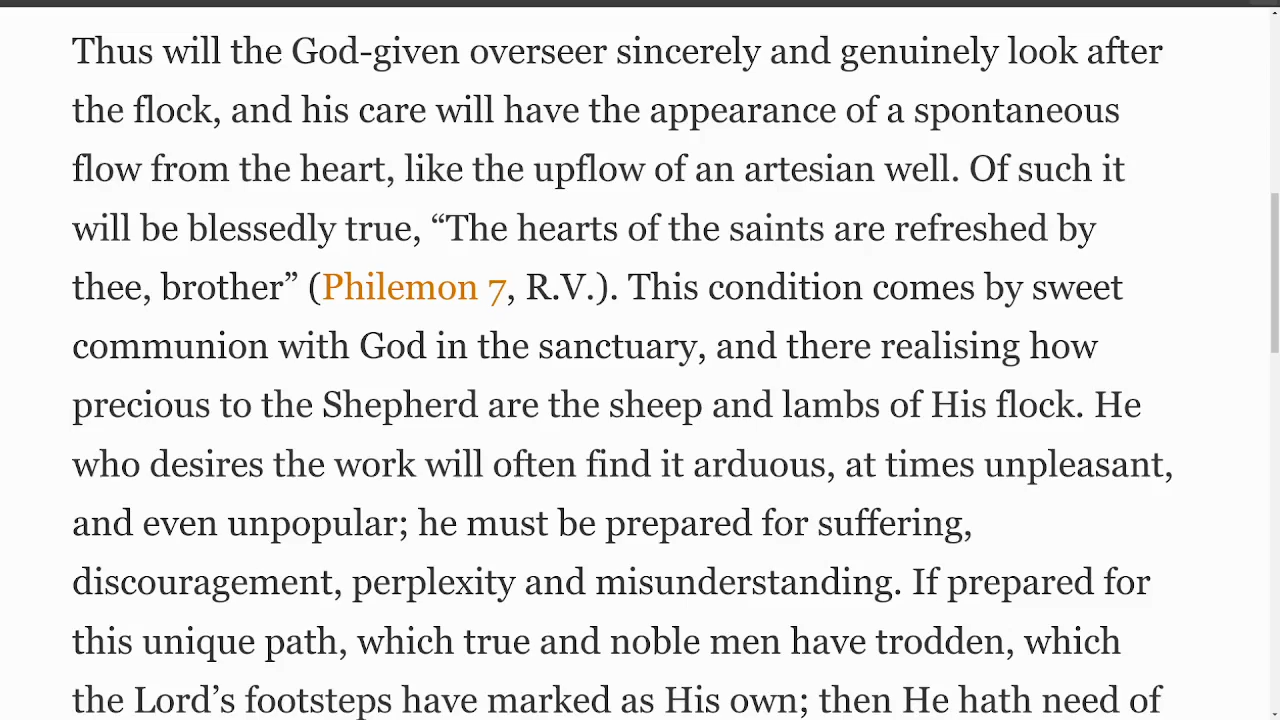 Thus will the God-given overseer sincerely and genuinely look after
the flock, and his care will have the appearance of a spontaneous
flow from the heart, like the upflow of an artesian well. Of such it
will be blessedly true, “The hearts of the saints are refreshed by
thee, brother” (Philemon 7, R.V.). This condition comes by sweet
communion with God in the sanctuary, and there realising how
precious to the Shepherd are the sheep and lambs of His flock. He
who desires the work will often find it arduous, at times unpleasant,
and even unpopular; he must be prepared for suffering,
discouragement, perplexity and misunderstanding. If prepared for
this unique path, which true and noble men have trodden, which
the Lord’s footsteps have marked as His own; then He hath need of